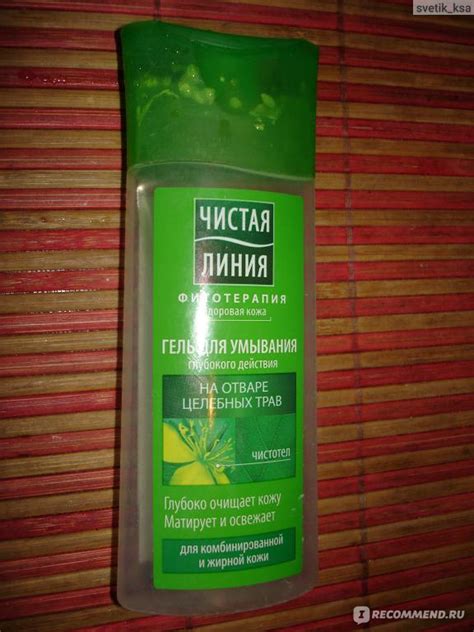 svetik_ksa
ЧИСТАЯ
ЛИНИЯ
ФИТОТЕРАПИЯ
здоровая кожа
ГЕЛЬ ДЛЯ УМЫВАНИЯ
глубокого действия
НА ОТВАРЕ
ЦЕЛЕБНЫХ ТРАВ
чистотел
Глубоко очищает кожу
Матирует и освежает
для комбинированной
и жирной кожи
IRECOMMEND.RU